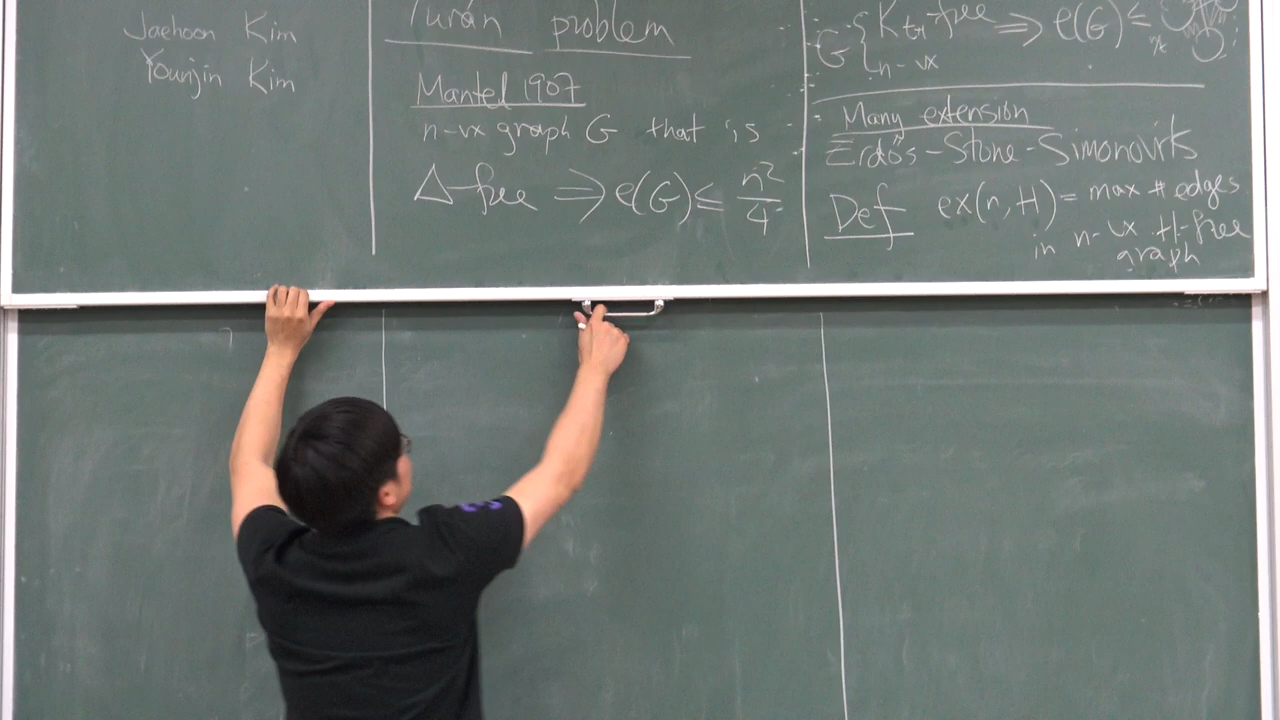 Jaehoon Kim
Younjin Kim
Turán problem
Mantel 1907
n-vx graph G that is
△-free ⇒ e(G) ≤ n²/4
G { K_{t+1}-free ⇒ e(G) ≤
n-vx
Many extension
Erdős-Stone-Simonovits
Def ex(n, H) = max # edges
in n-vx H-free
graph